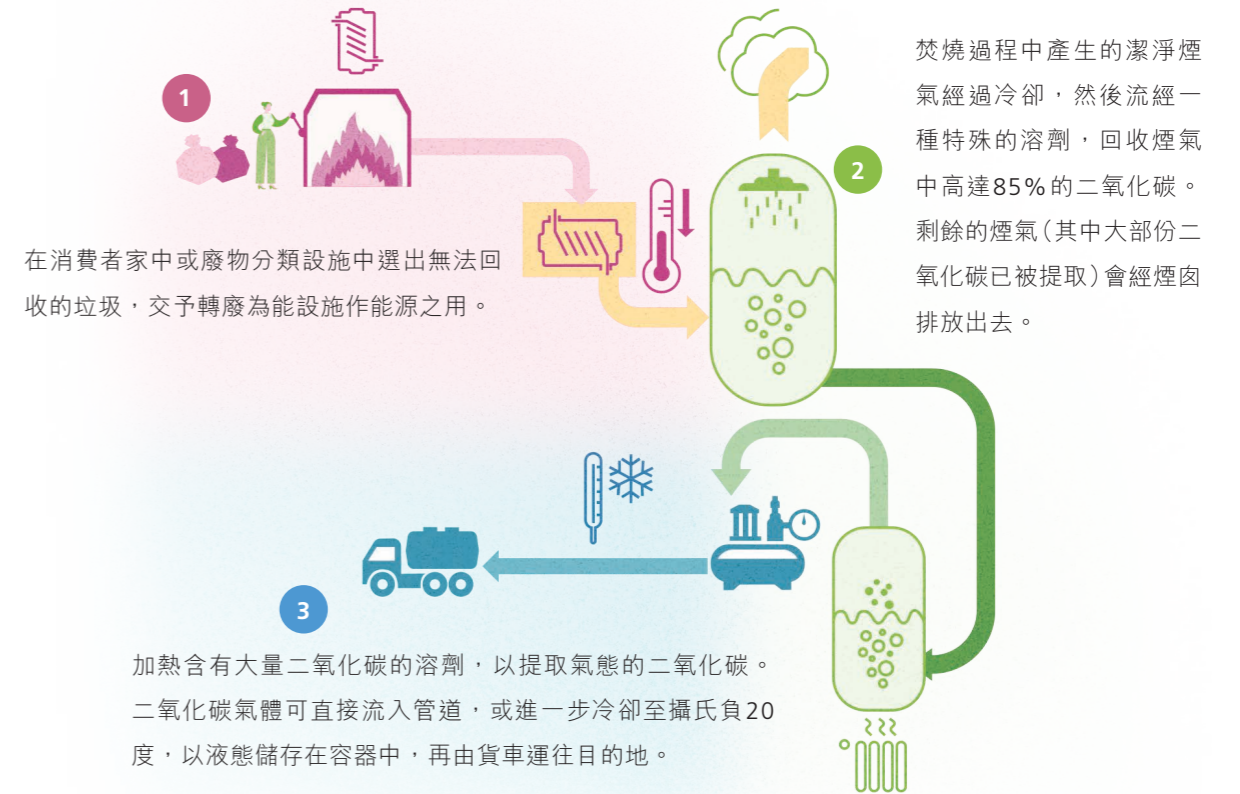 1
在消費者家中或廢物分類設施中選出無法回
收的垃圾，交予轉廢為能設施作能源之用。
2
焚燒過程中產生的潔淨煙
氣經過冷卻，然後流經一
種特殊的溶劑，回收煙氣
中高達85%的二氧化碳。
剩餘的煙氣（其中大部份二
氧化碳已被提取）會經煙囪
排放出去。
3
加熱含有大量二氧化碳的溶劑，以提取氣態的二氧化碳。
二氧化碳氣體可直接流入管道，或進一步冷卻至攝氏負20
度，以液態儲存在容器中，再由貨車運往目的地。